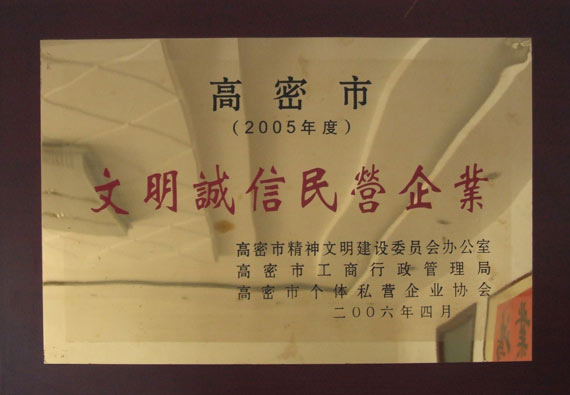 高密市
（2005年度）
文明誠信民營企業
高密市精神文明建设委员会办公室
高密市工商行政管理局
高密市个体私营企业协会
二00六年四月